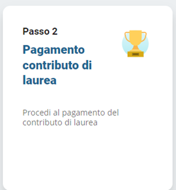 Passo 2
Pagamento
contributo di
laurea
Procedi al pagamento del
contributo di laurea